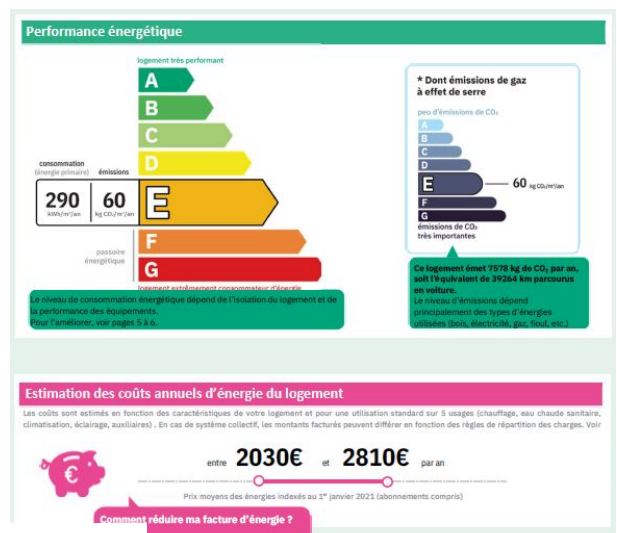 Performance énergétique
logement très performant
A
B
C
D
consommation
(énergie primaire)
émissions
290
kWh/m²/an
60
kg CO₂/m²/an
E
F
G
passoire
énergétique
logement extrêmement consommateur d'énergie
Le niveau de consommation énergétique dépend de l'isolation du logement et de
la performance des équipements.
Pour l'améliorer, voir pages 5 à 6.
* Dont émissions de gaz
à effet de serre
peu d'émissions de CO₂
A
B
C
D
E
60 kg CO₂/m²/an
F
G
émissions de CO₂
très importantes
Ce logement émet 7578 kg de CO₂ par an,
soit l'équivalent de 39264 km parcourus
en voiture.
Le niveau d'émissions dépend
principalement des types d'énergies
utilisées (bois, électricité, gaz, fioul, etc.)
Estimation des coûts annuels d'énergie du logement
Les coûts sont estimés en fonction des caractéristiques de votre logement et pour une utilisation standard sur 5 usages (chauffage, eau chaude sanitaire,
climatisation, éclairage, auxiliaires) . En cas de système collectif, les montants facturés peuvent différer en fonction des règles de répartition des charges. Voir
€
entre 2030€ et 2810€ par an
Prix moyens des énergies indexés au 1er janvier 2021 (abonnements compris)
Comment réduire ma facture d'énergie ?